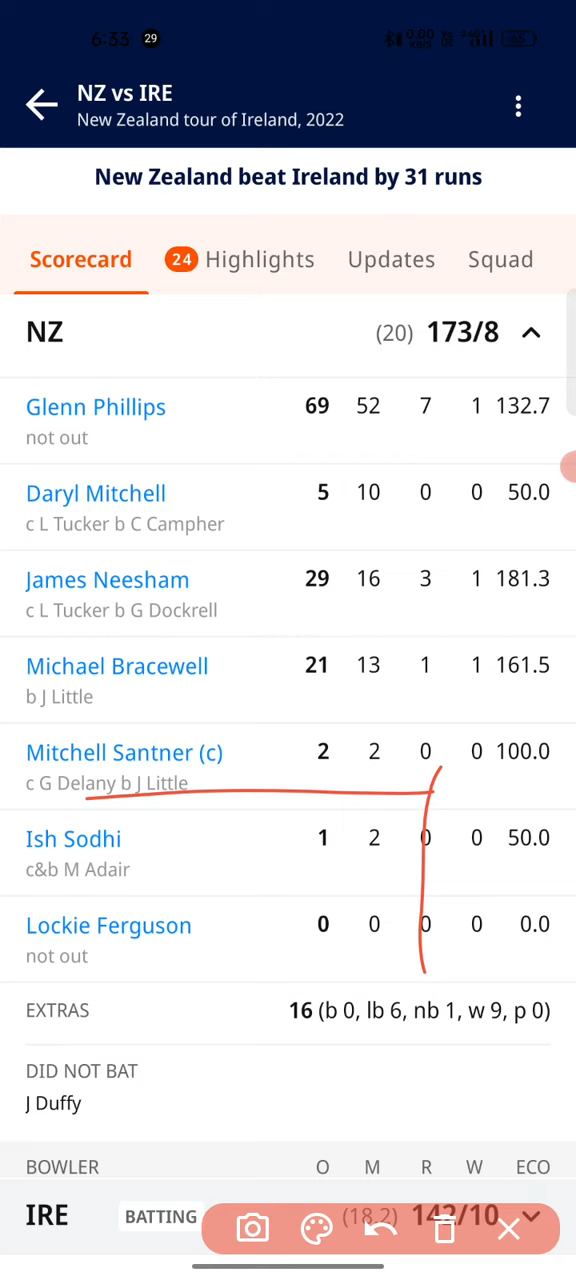 6:33 29
NZ vs IRE
New Zealand tour of Ireland, 2022
New Zealand beat Ireland by 31 runs
Scorecard 24 Highlights Updates Squad
NZ (20) 173/8
Glenn Phillips 69 52 7 1 132.7
not out
Daryl Mitchell 5 10 0 0 50.0
c L Tucker b C Campher
James Neesham 29 16 3 1 181.3
c L Tucker b G Dockrell
Michael Bracewell 21 13 1 1 161.5
b J Little
Mitchell Santner (c) 2 2 0 0 100.0
c G Delany b J Little
Ish Sodhi 1 2 0 0 50.0
c&b M Adair
Lockie Ferguson 0 0 0 0 0.0
not out
EXTRAS 16 (b 0, lb 6, nb 1, w 9, p 0)
DID NOT BAT
J Duffy
BOWLER O M R W ECO
IRE BATTING (18.2) 142/10